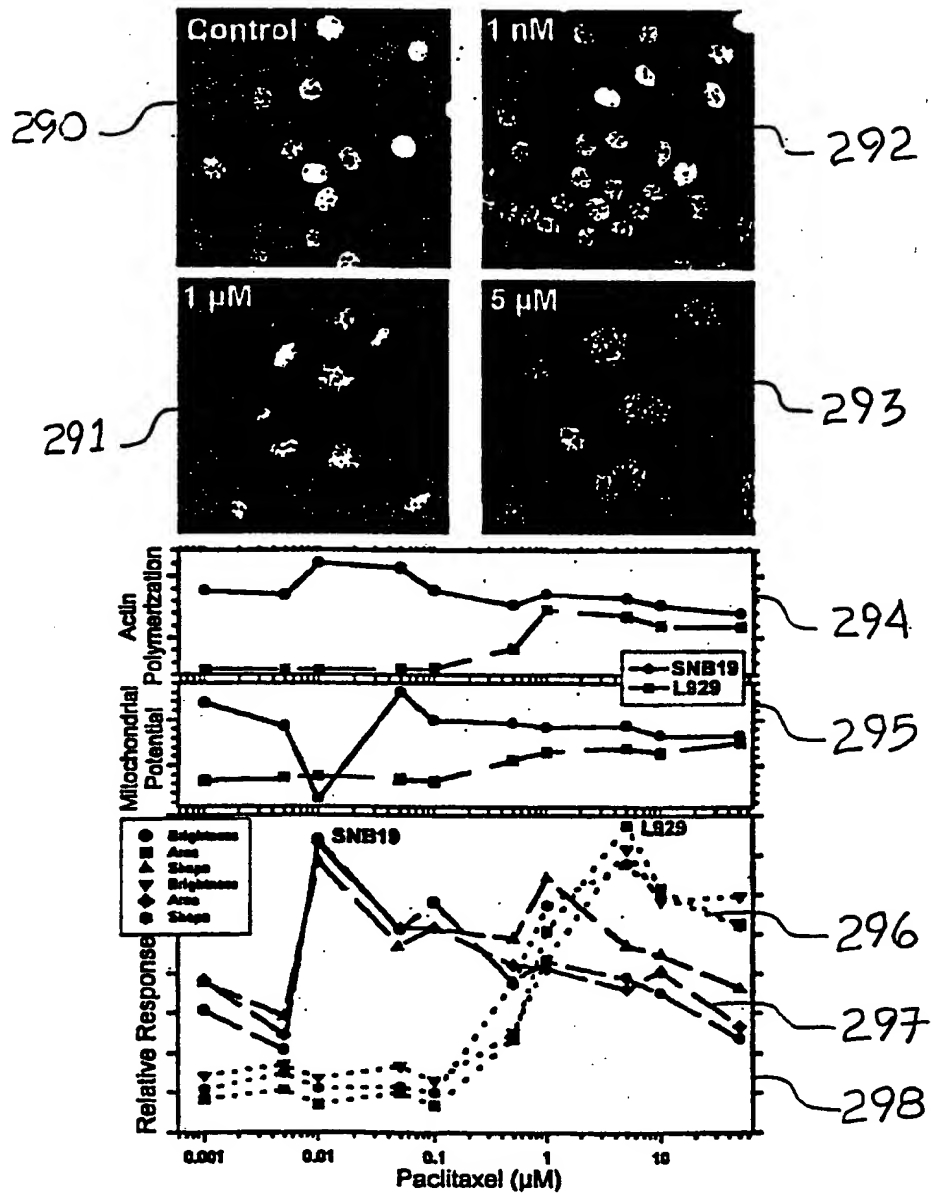 Control
1 nM
290
292
1 µM
5 µM
291
293
Actin
Polymerization
294
SNB19
L929
Mitochondrial
Potential
295
Brightness
Area
Shape
Brightness
Area
Shape
SNB19
L929
296
Relative Response
297
298
0.001
0.01
0.1
1
10
Paclitaxel (µM)